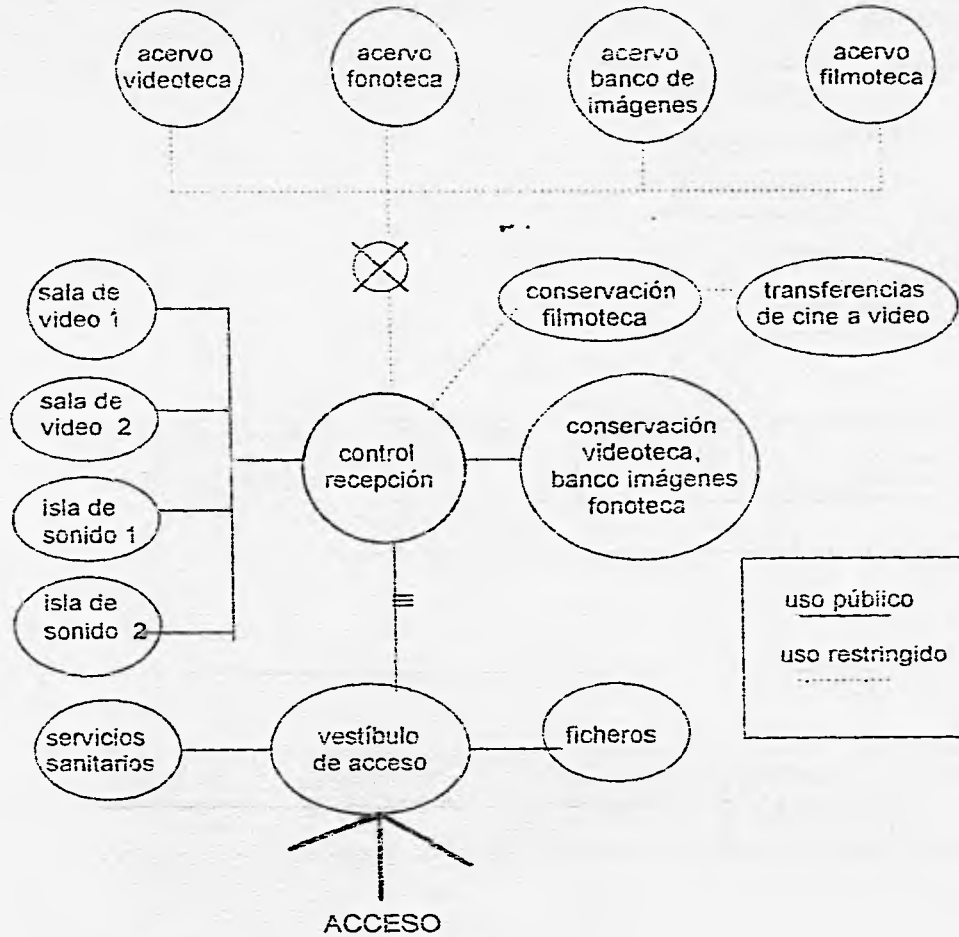 acervo
videoteca
acervo
fonoteca
acervo
banco de
imágenes
acervo
filmoteca
sala de
video 1
conservación
filmoteca
transferencias
de cine a video
sala de
video 2
control
recepción
conservación
videoteca,
banco imágenes
fonoteca
isla de
sonido 1
isla de
sonido 2
uso público
uso restringido
servicios
sanitarios
vestíbulo
de acceso
ficheros
ACCESO